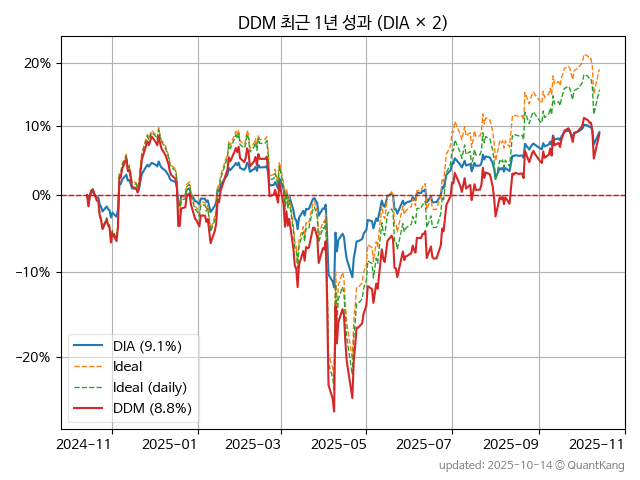 DDM 최근 1년 성과 (DIA × 2)
20%
10%
0%
−10%
−20%
DIA (9.1%)
Ideal
Ideal (daily)
DDM (8.8%)
2024-11
2025-01
2025-03
2025-05
2025-07
2025-09
2025-11
updated: 2025-10-14 © QuantKang